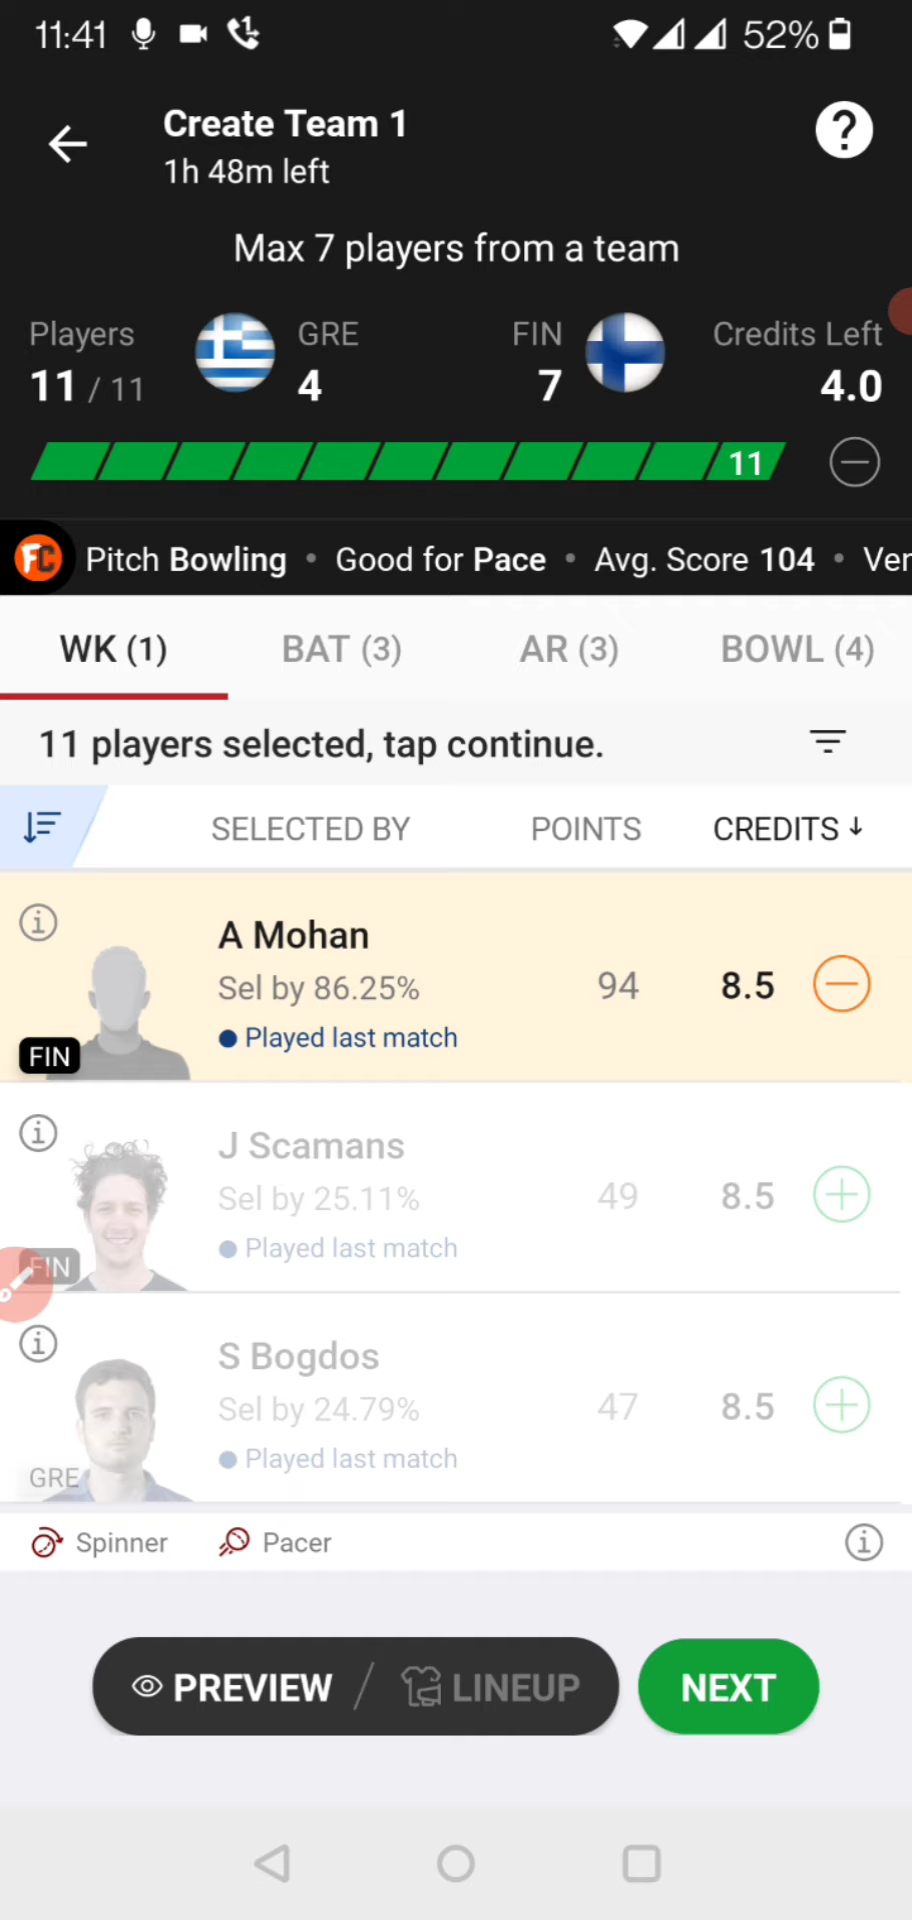 11:41 52%
Create Team 1
1h 48m left
Max 7 players from a team
Players GRE FIN Credits Left
11 / 11 4 7 4.0
11
FC Pitch Bowling • Good for Pace • Avg. Score 104 • Ver
WK (1) BAT (3) AR (3) BOWL (4)
11 players selected, tap continue.
SELECTED BY POINTS CREDITS ↓
A Mohan
Sel by 86.25% 94 8.5
Played last match
FIN
J Scamans
Sel by 25.11% 49 8.5
Played last match
FIN
S Bogdos
Sel by 24.79% 47 8.5
Played last match
GRE
Spinner Pacer
PREVIEW / LINEUP NEXT